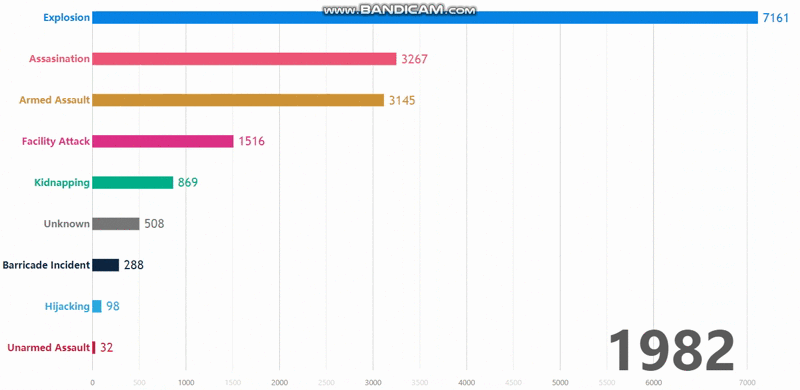 www.BANDICAM.com
Explosion 7161
Assasination 3267
Armed Assault 3145
Facility Attack 1516
Kidnapping 869
Unknown 508
Barricade Incident 288
Hijacking 98
Unarmed Assault 32
1982
0 500 1000 1500 2000 2500 3000 3500 4000 4500 5000 5500 6000 6500 7000